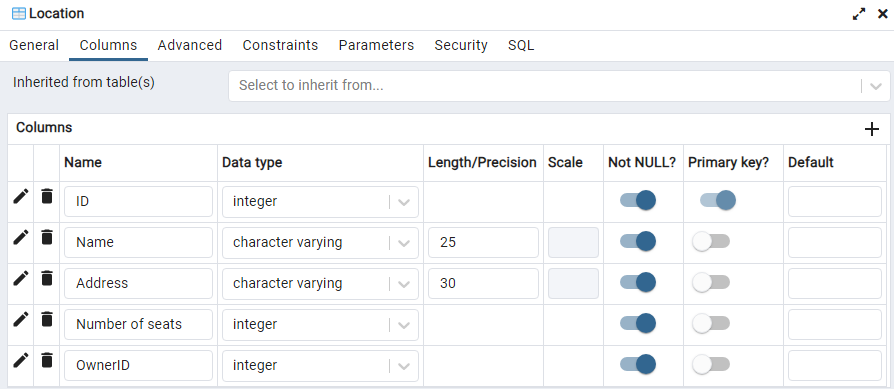 Location
General Columns Advanced Constraints Parameters Security SQL
Inherited from table(s) Select to inherit from...
Columns
Name Data type Length/Precision Scale Not NULL? Primary key? Default
ID integer
Name character varying 25
Address character varying 30
Number of seats integer
OwnerID integer